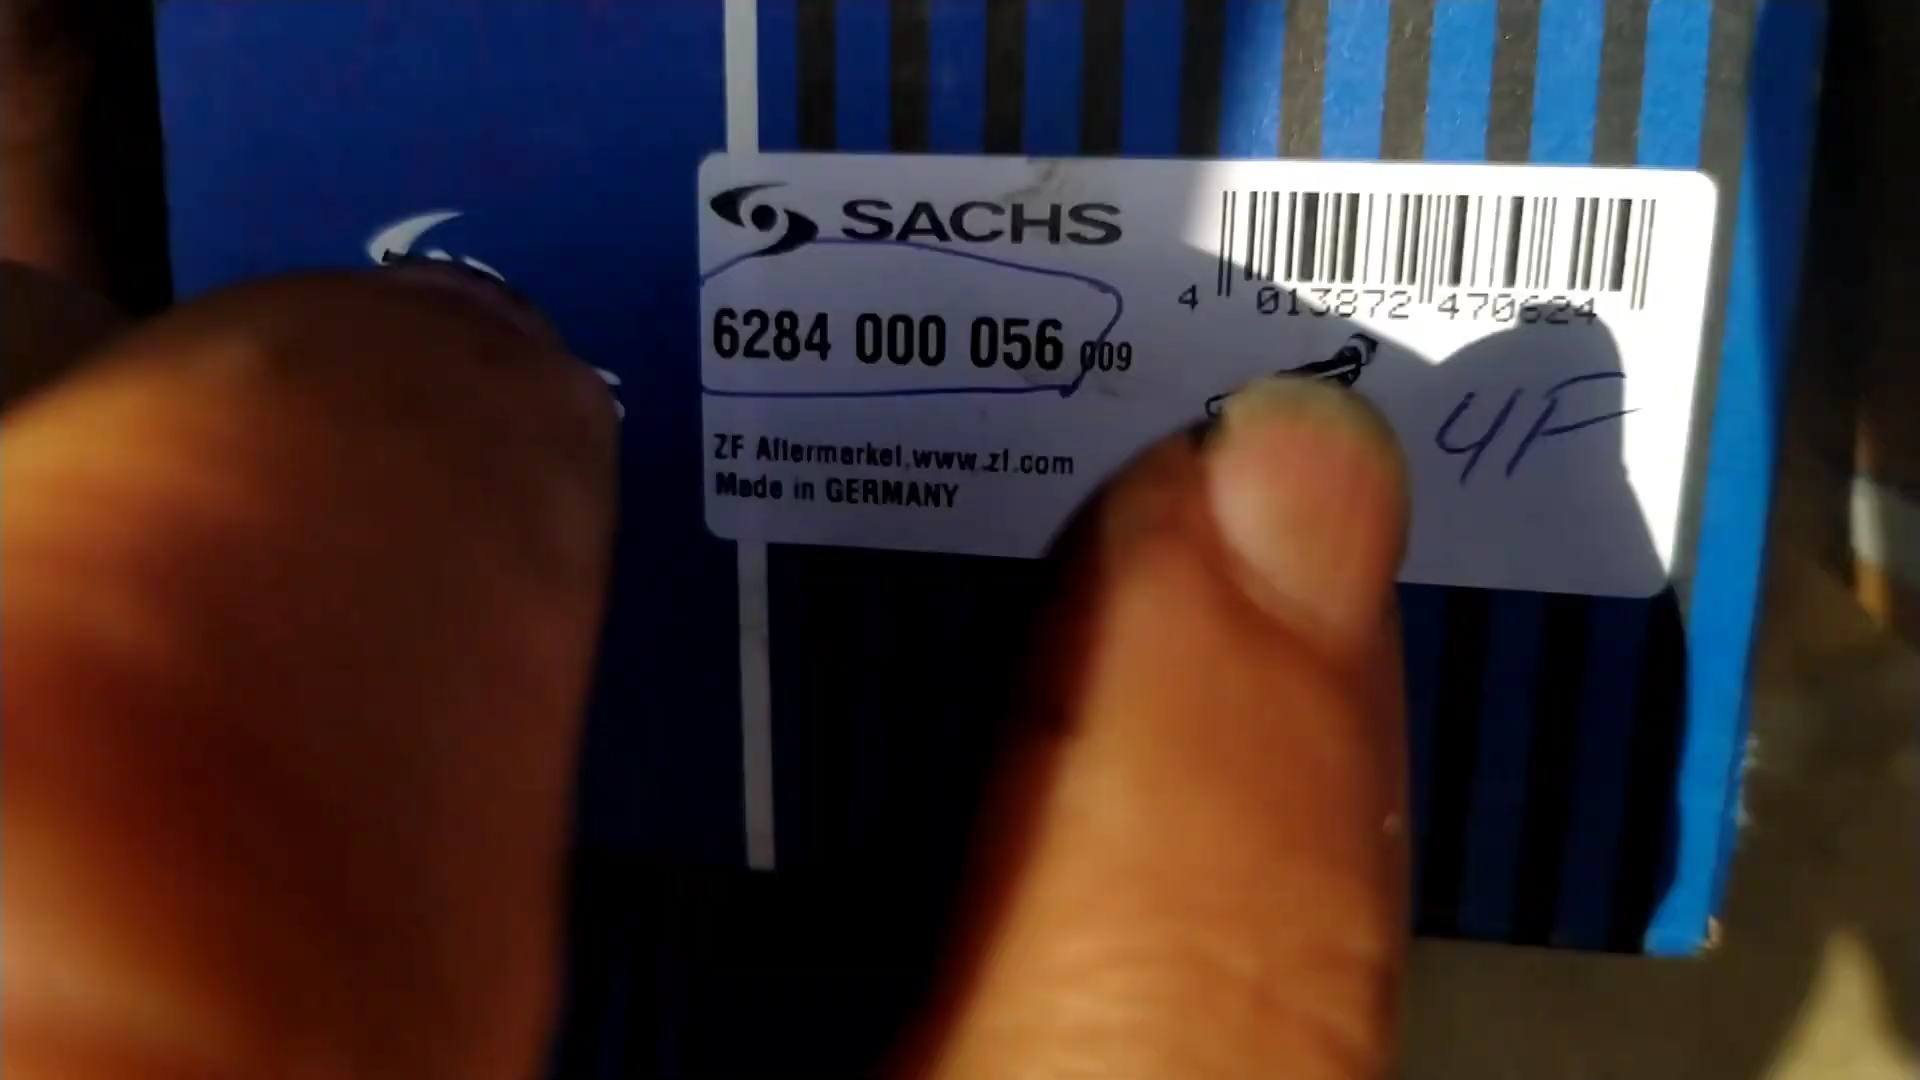 SACHS
6284 000 056 009
ZF Aftermarket, www.zf.com
Made in GERMANY
4 013872 470624
4F